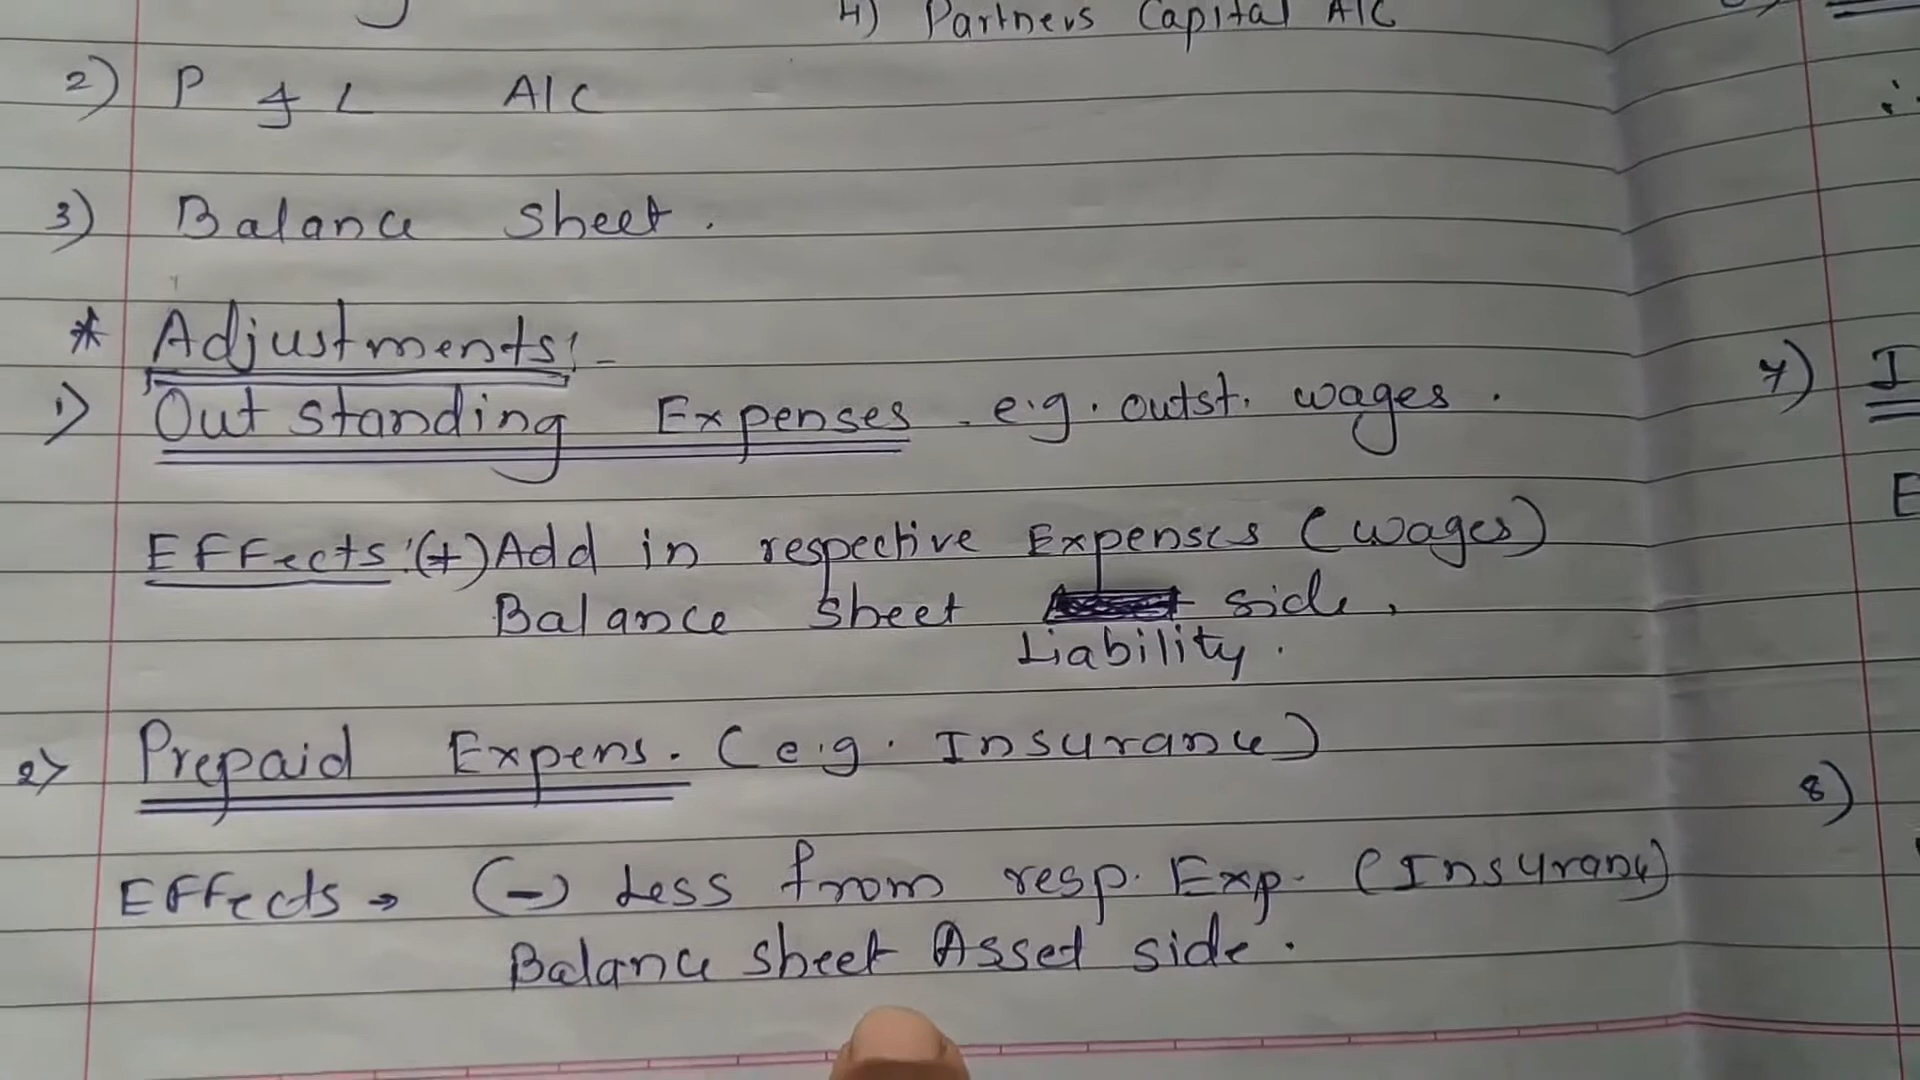 4) Partners Capital A/C
2) P & L A/C
3) Balance Sheet.
* Adjustments:-
1) Out standing Expenses - e.g. outst. wages.
Effects:(+) Add in respective Expenses (wages)
Balance Sheet side.
Liability.
2) Prepaid Expens. (e.g. Insurance)
Effects → (-) Less from resp. Exp. (Insurance)
Balance sheet Asset side.
7) I
E
8)